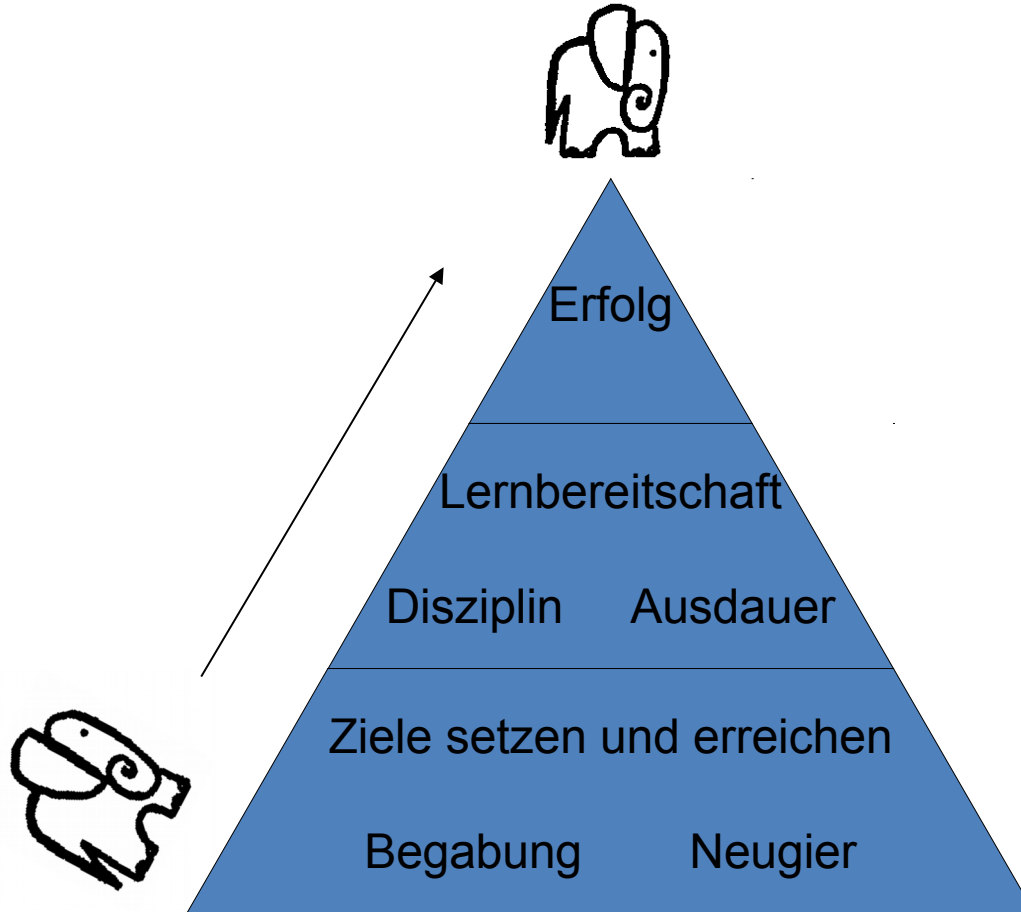 Erfolg
Lernbereitschaft
Disziplin Ausdauer
Ziele setzen und erreichen
Begabung Neugier